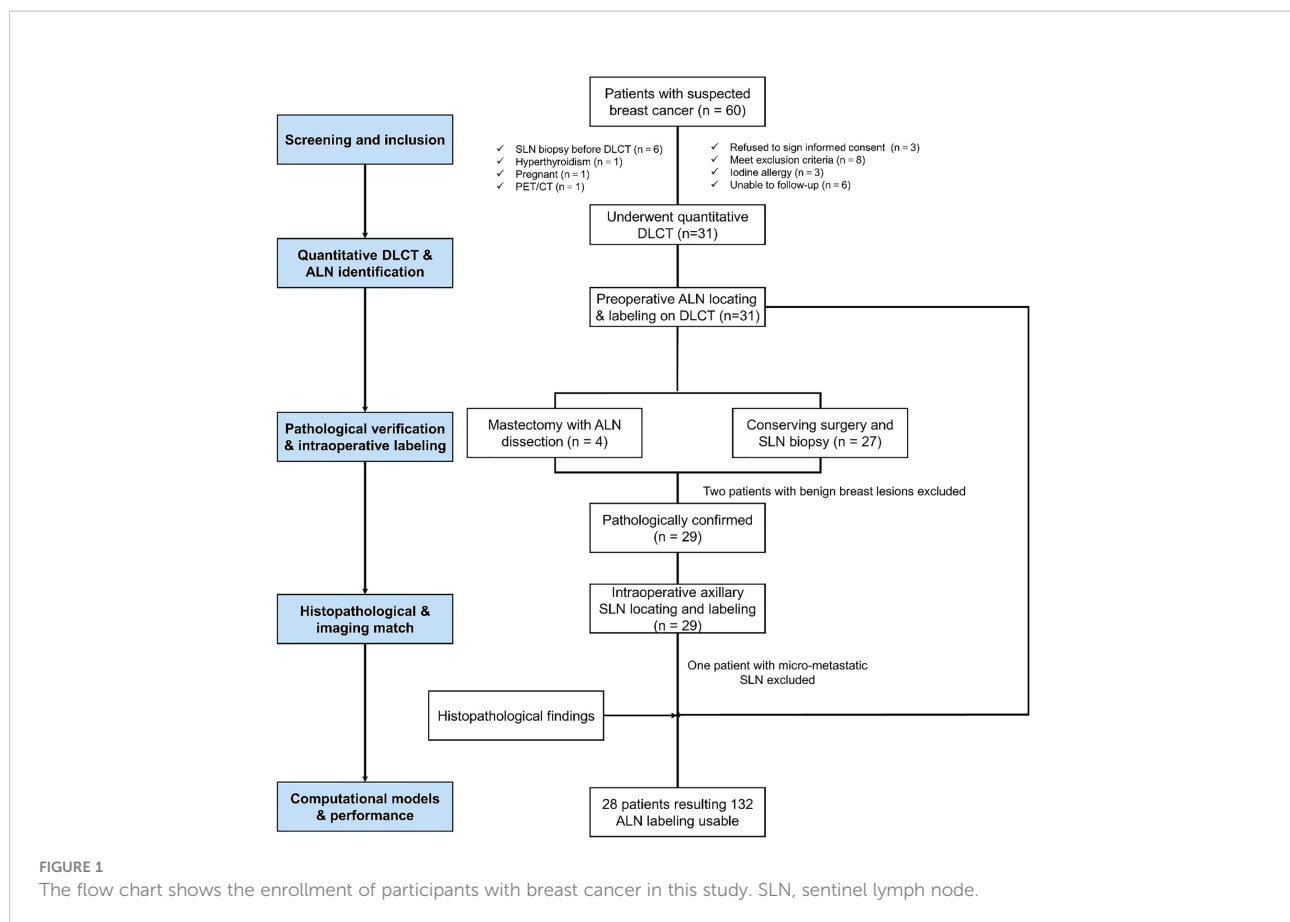 Patients with suspected
breast cancer (n = 60)
Screening and inclusion
✓ SLN biopsy before DLCT (n = 6)
✓ Hyperthyroidism (n = 1)
✓ Pregnant (n = 1)
✓ PET/CT (n = 1)
✓ Refused to sign informed consent (n = 3)
✓ Meet exclusion criteria (n = 8)
✓ Iodine allergy (n = 3)
✓ Unable to follow-up (n = 6)
Underwent quantitative
DLCT (n=31)
Quantitative DLCT &
ALN identification
Preoperative ALN locating
& labeling on DLCT (n=31)
Pathological verification
& intraoperative labeling
Mastectomy with ALN
dissection (n = 4)
Conserving surgery and
SLN biopsy (n = 27)
Two patients with benign breast lesions excluded
Pathologically confirmed
(n = 29)
Histopathological &
imaging match
Intraoperative axillary
SLN locating and labeling
(n = 29)
One patient with micro-metastatic
SLN excluded
Histopathological findings
Computational models
& performance
28 patients resulting 132
ALN labeling usable
FIGURE 1
The flow chart shows the enrollment of participants with breast cancer in this study. SLN, sentinel lymph node.